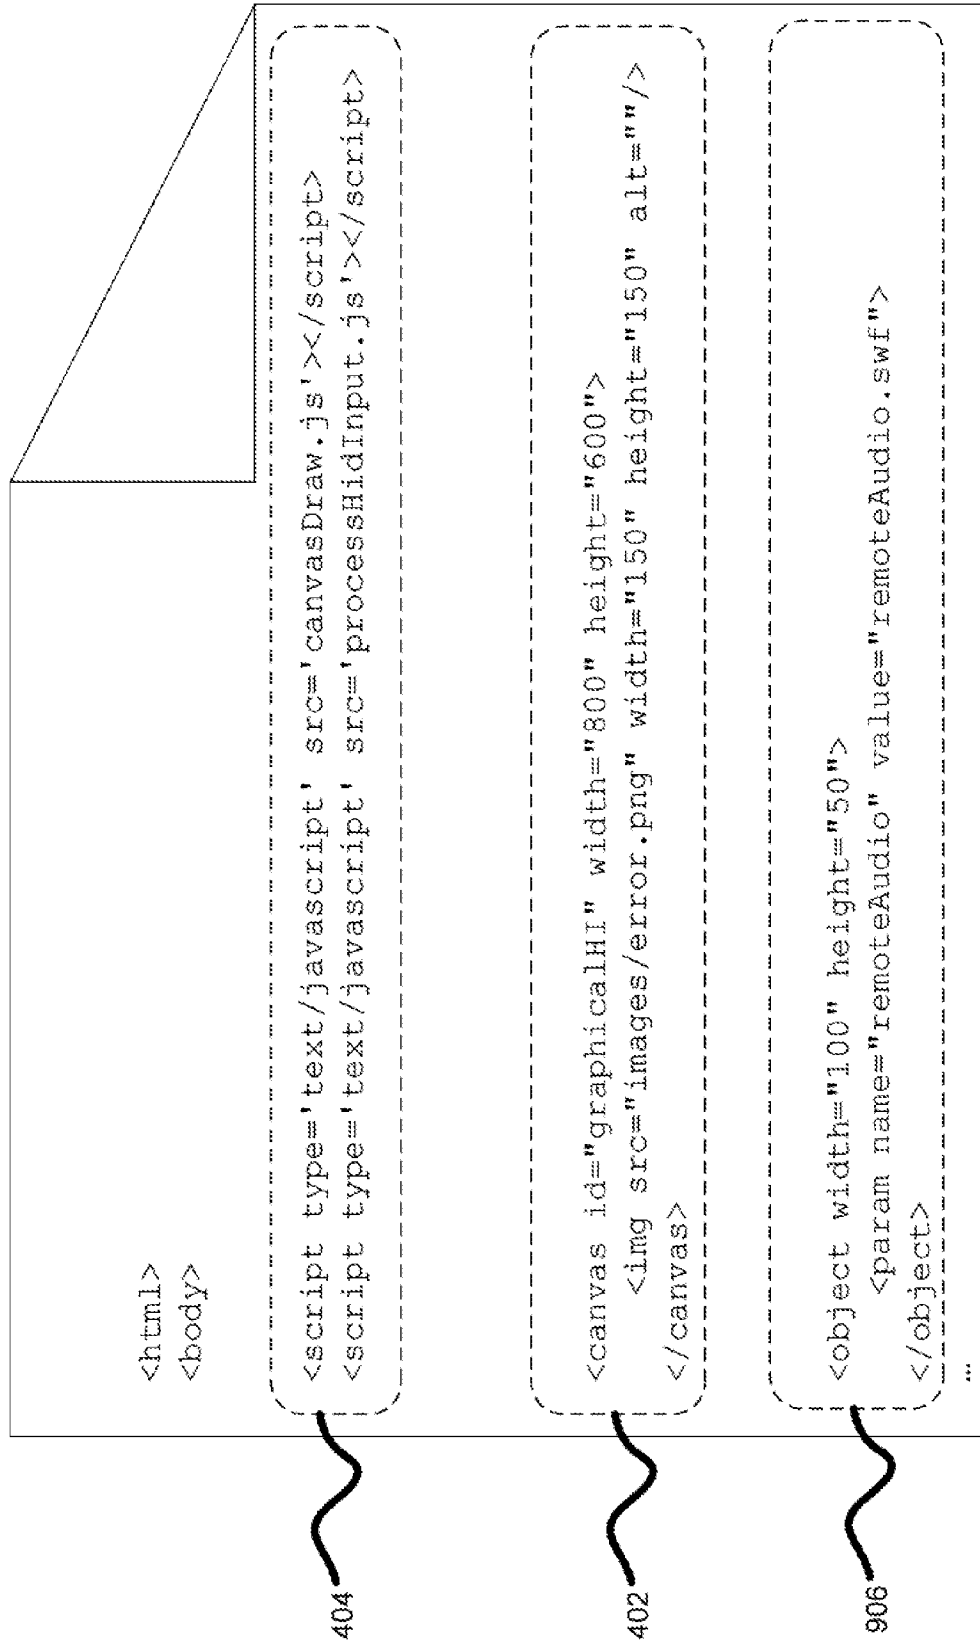 <html>
<body>
404
<script type='text/javascript' src='canvasDraw.js'></script>
<script type='text/javascript' src='processHidInput.js'></script>
402
<canvas id="graphicalHI" width="800" height="600">
<img src="images/error.png" width="150" height="150" alt=""/>
</canvas>
906
<object width="100" height="50">
<param name="remoteAudio" value="remoteAudio.swf">
</object>
...